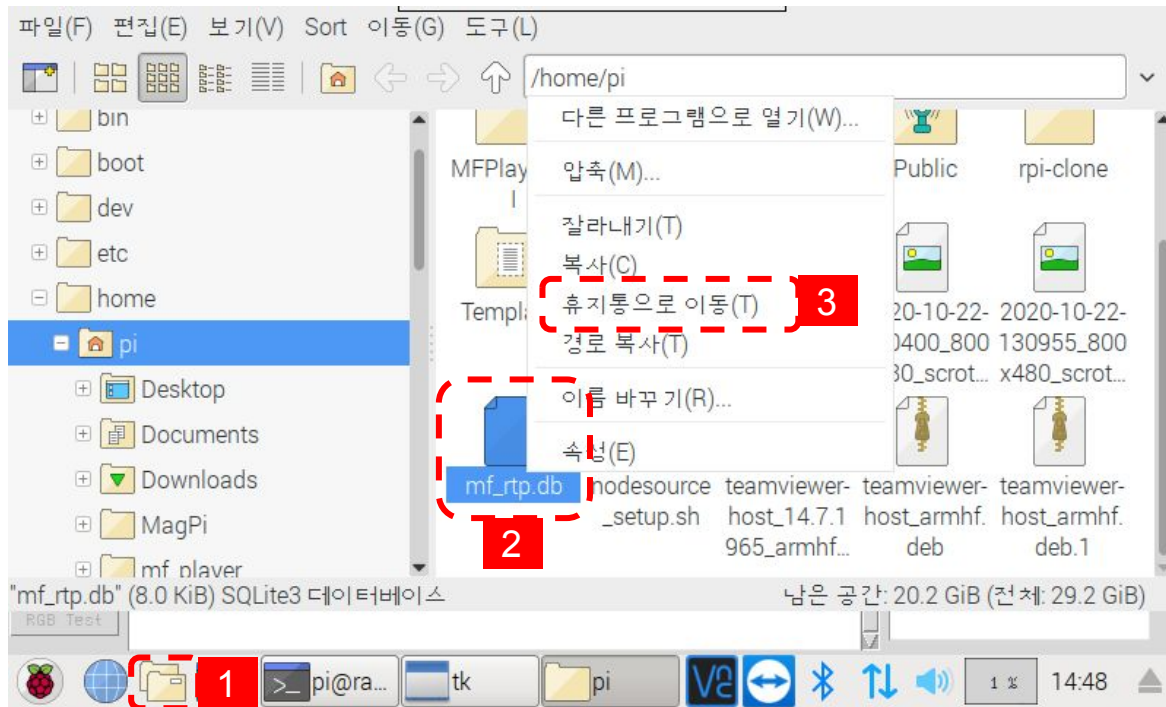 파일(F) 편집(E) 보기(V) Sort 이동(G) 도구(L)
/home/pi
bin
boot
dev
etc
home
pi
Desktop
Documents
Downloads
MagPi
mf_player
MFPlay
l
Public
rpi-clone
Templ
20-10-22-
0400_800
30_scrot...
2020-10-22-
130955_800
x480_scrot...
다른 프로그램으로 열기(W)...
압축(M)...
잘라내기(T)
복사(C)
휴지통으로 이동(T)
3
경로 복사(T)
이름 바꾸기(R)...
속성(E)
mf_rtp.db
2
nodesource
_setup.sh
teamviewer-
host_14.7.1
965_armhf...
teamviewer-
host_armhf.
deb
teamviewer-
host_armhf.
deb.1
"mf_rtp.db" (8.0 KiB) SQLite3 데이터베이스
남은 공간: 20.2 GiB (전체: 29.2 GiB)
RGB Test
1
>_ pi@ra...
tk
pi
1 %
14:48